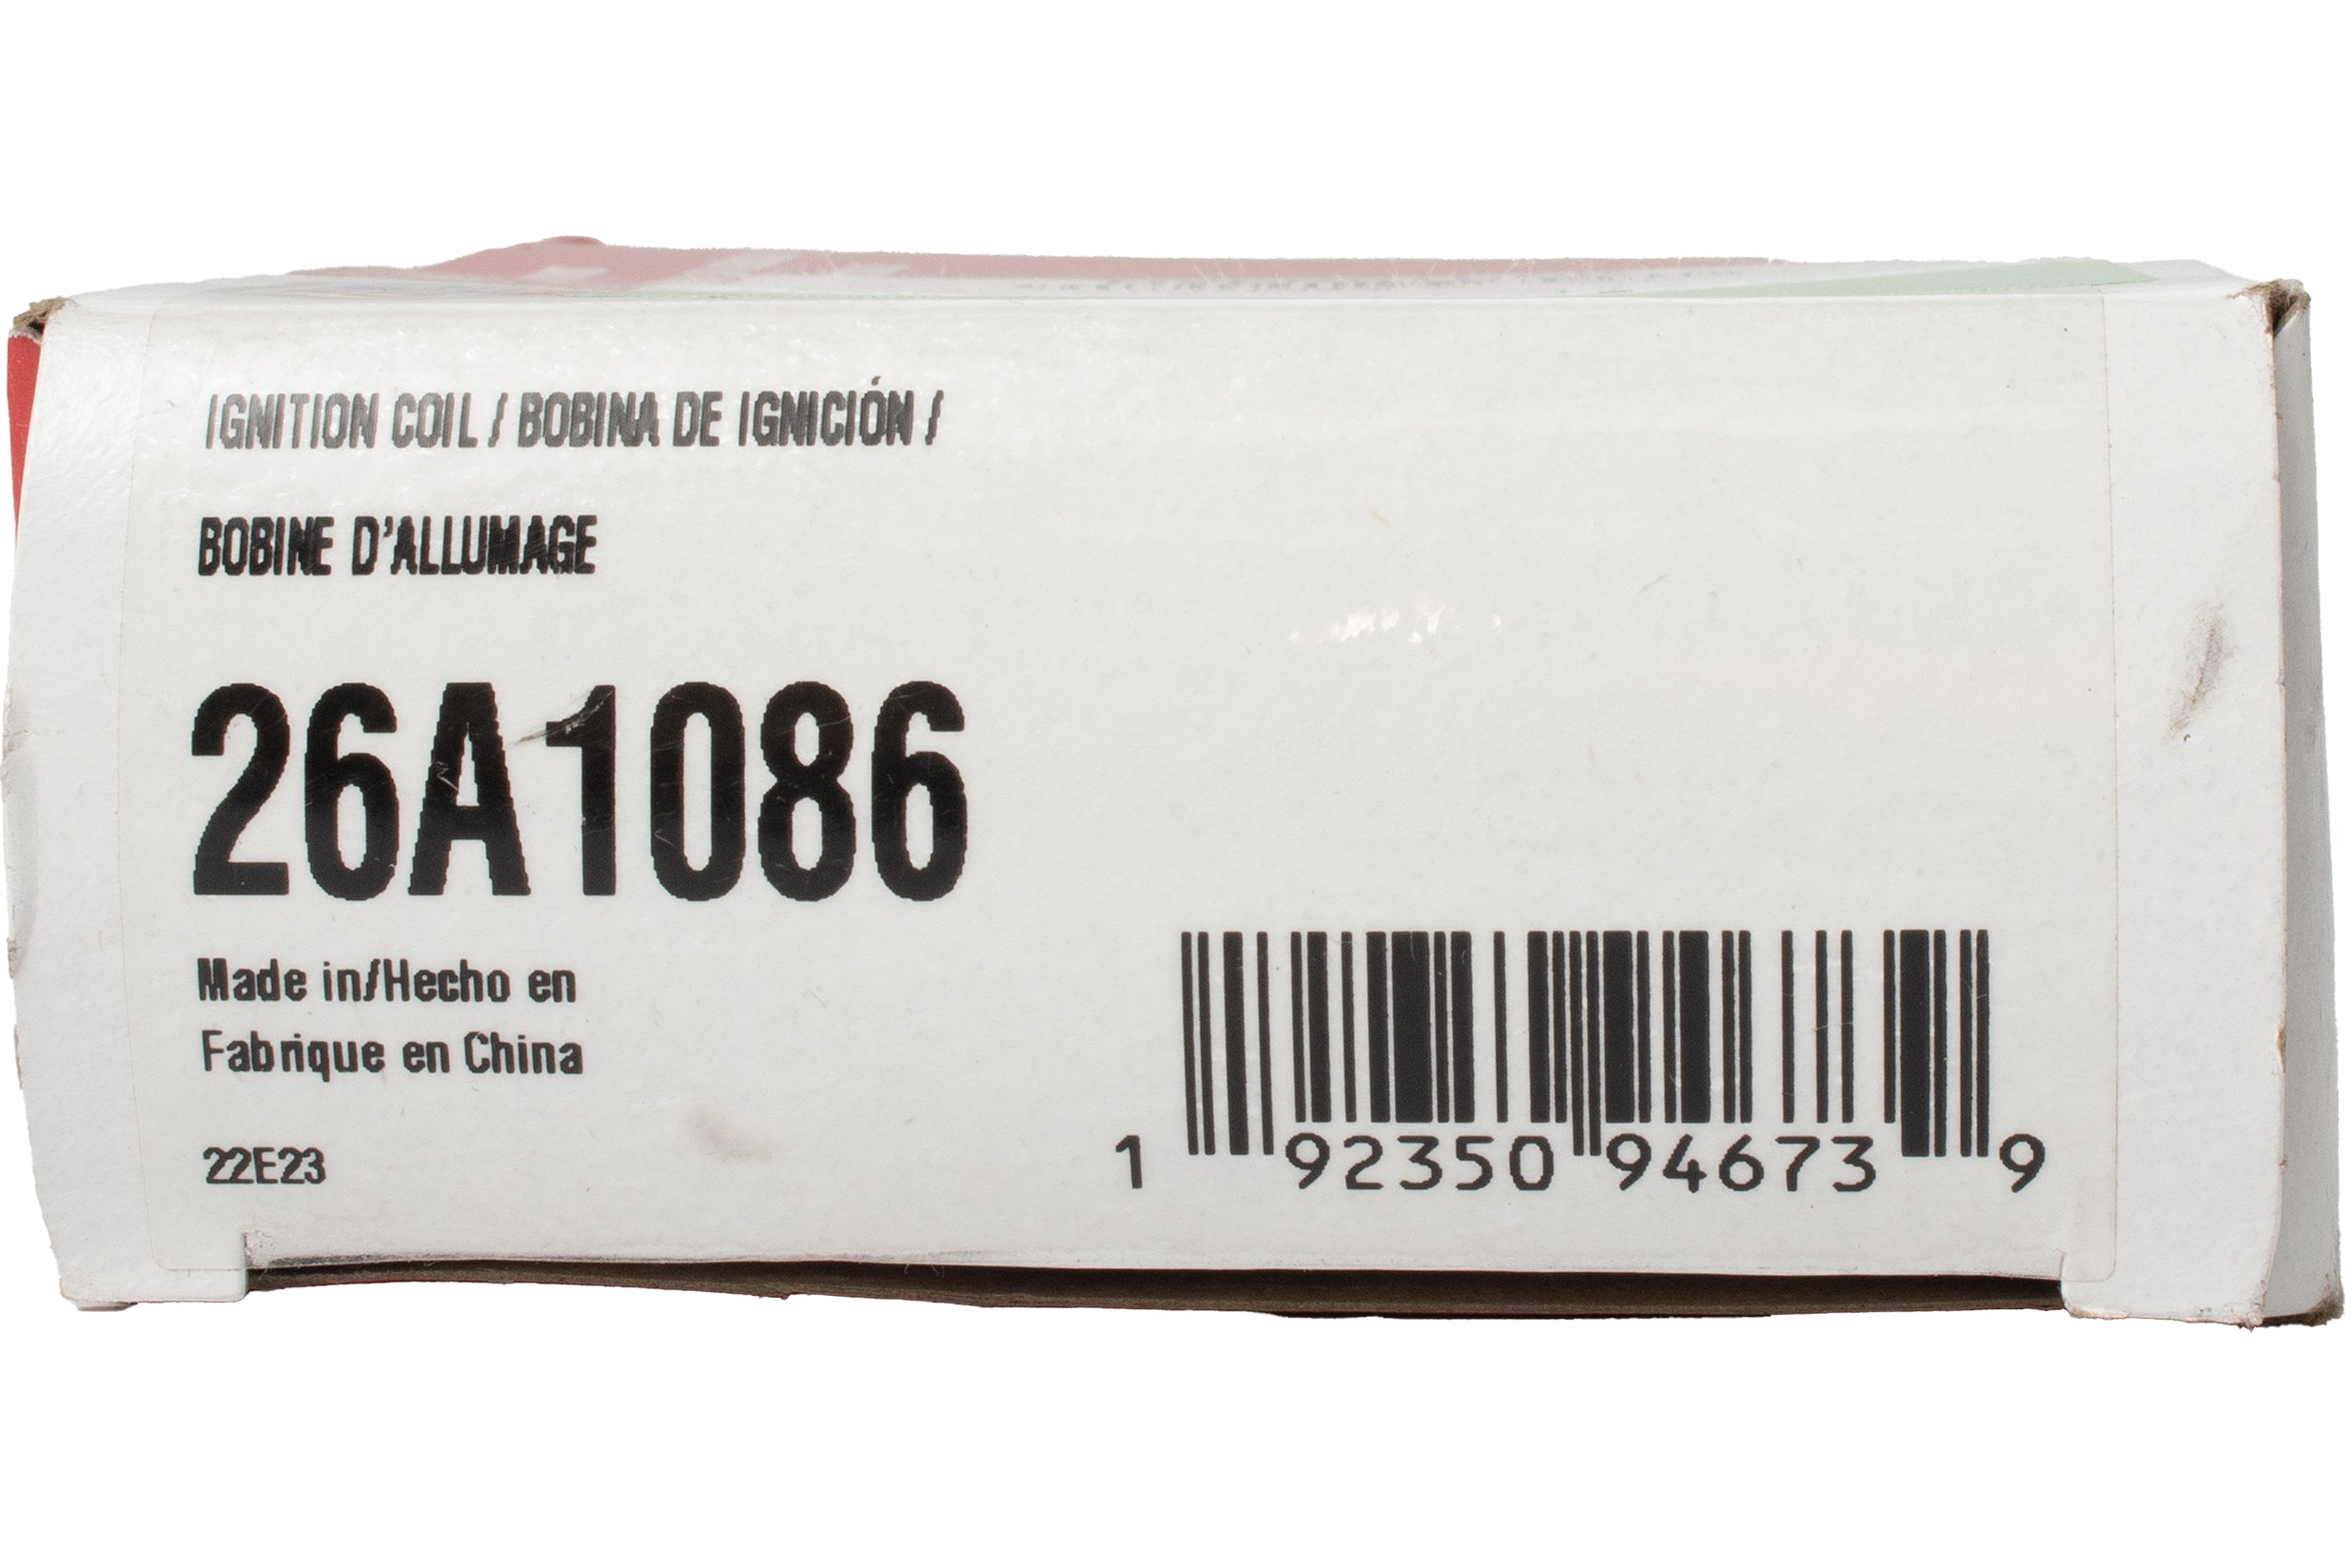 IGNITION COIL / BOBINA DE IGNICIÓN /
BOBINE D'ALLUMAGE
26A1086
Made in/Hecho en
Fabrique en China
22E23
1 92350 94673 9